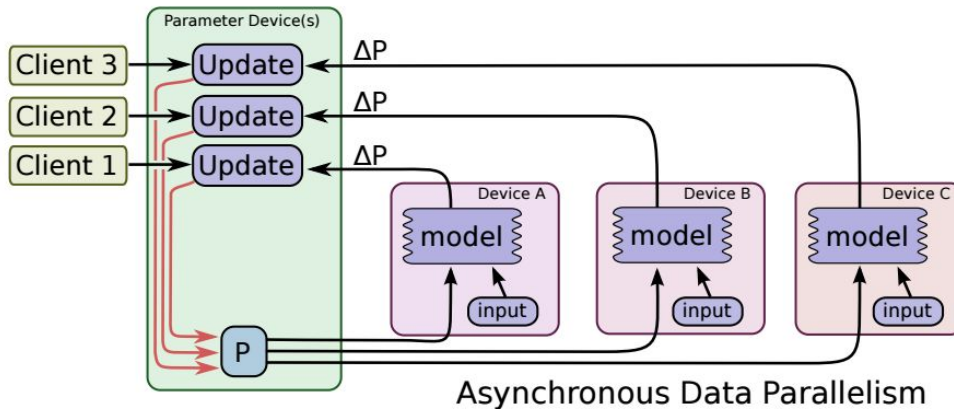 Parameter Device(s)
Client 3
Update
ΔP
Client 2
Update
ΔP
Client 1
Update
ΔP
Device A
Device B
Device C
model
model
model
input
input
input
P
Asynchronous Data Parallelism